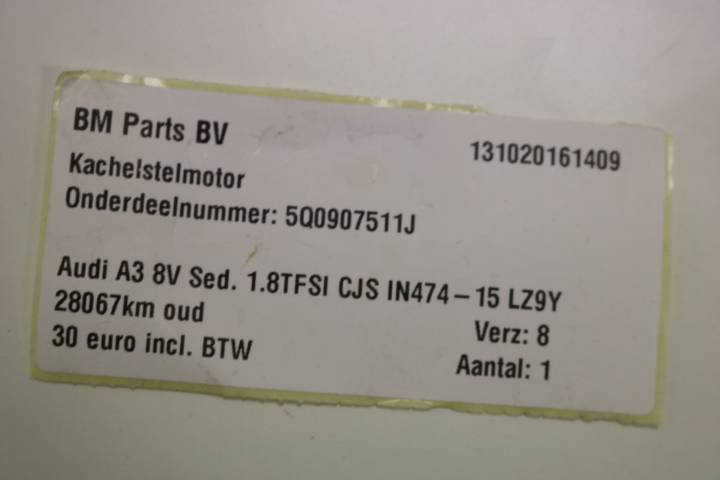 BM Parts BV
131020161409
Kachelstelmotor
Onderdeelnummer: 5Q0907511J
Audi A3 8V Sed. 1.8TFSI CJS IN474-15 LZ9Y
28067km oud
Verz: 8
30 euro incl. BTW
Aantal: 1